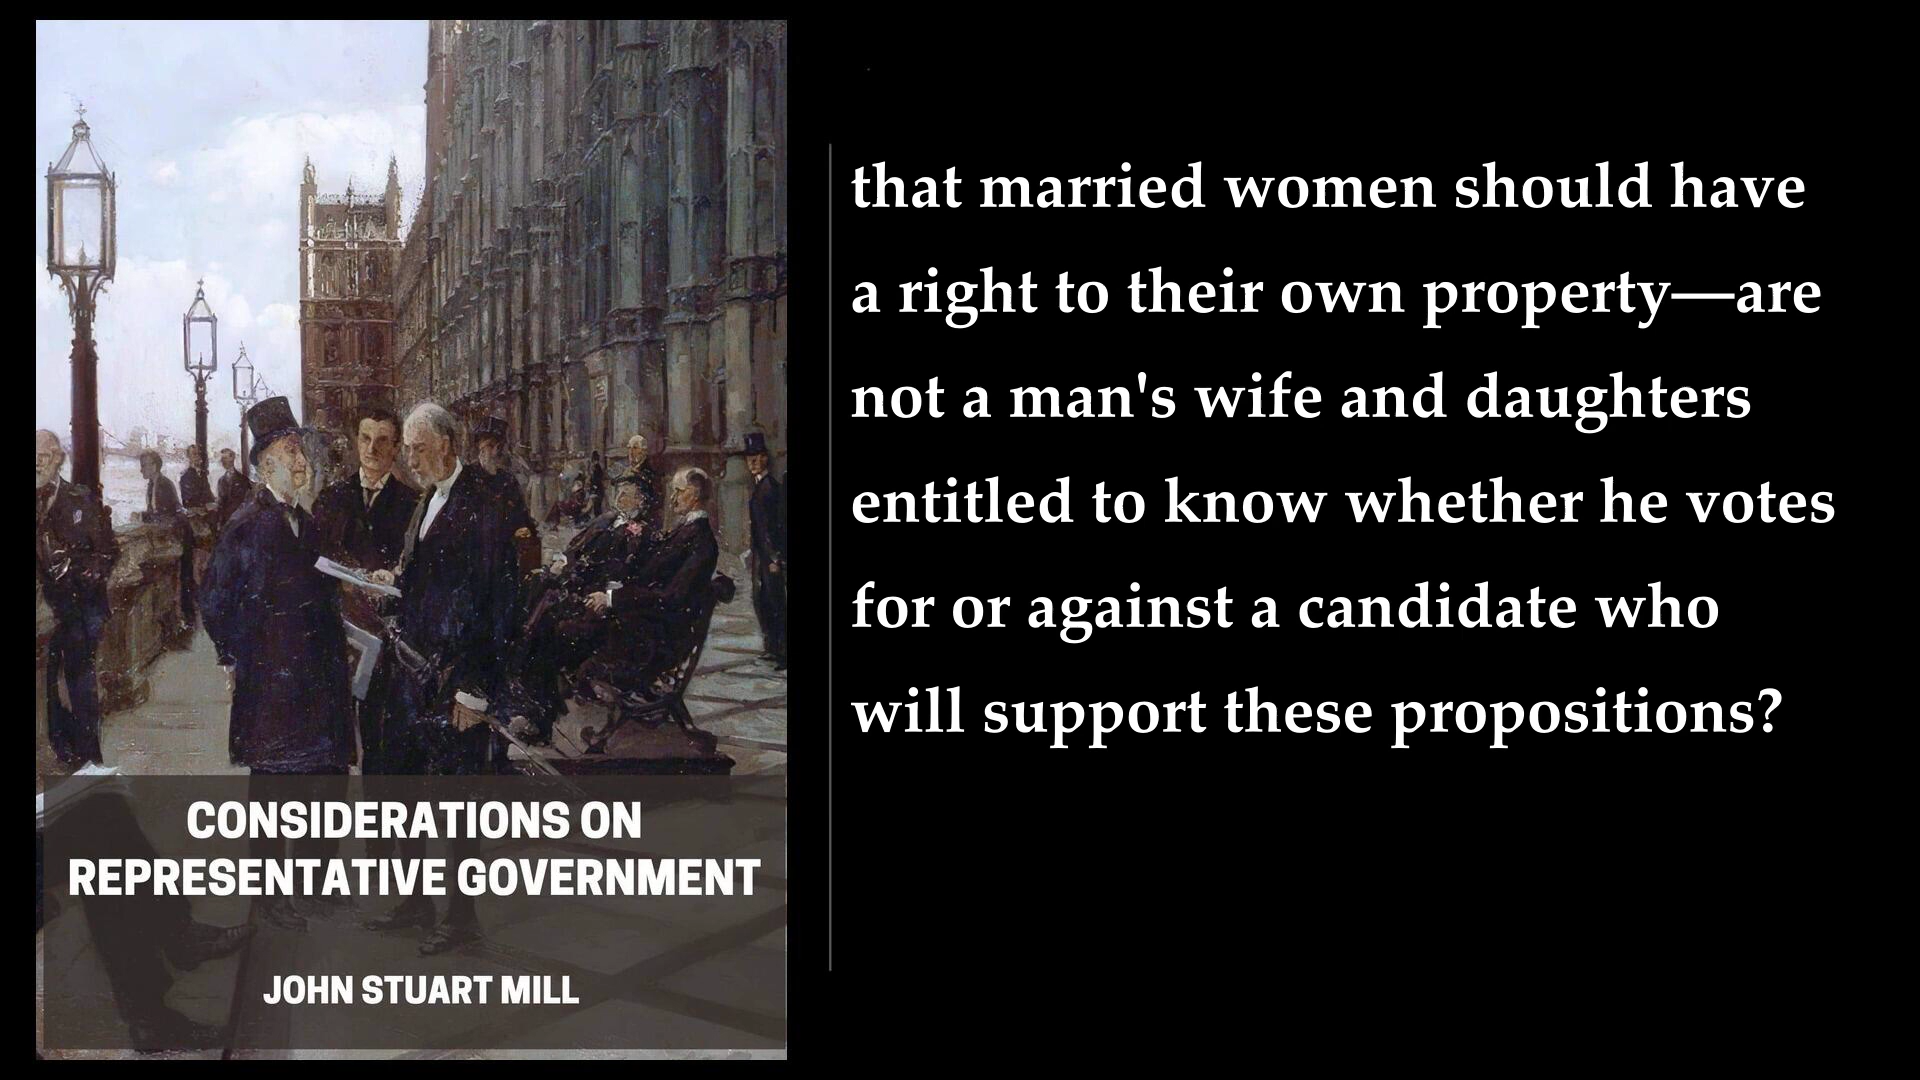 CONSIDERATIONS ON
REPRESENTATIVE GOVERNMENT
JOHN STUART MILL
that married women should have
a right to their own property—are
not a man's wife and daughters
entitled to know whether he votes
for or against a candidate who
will support these propositions?